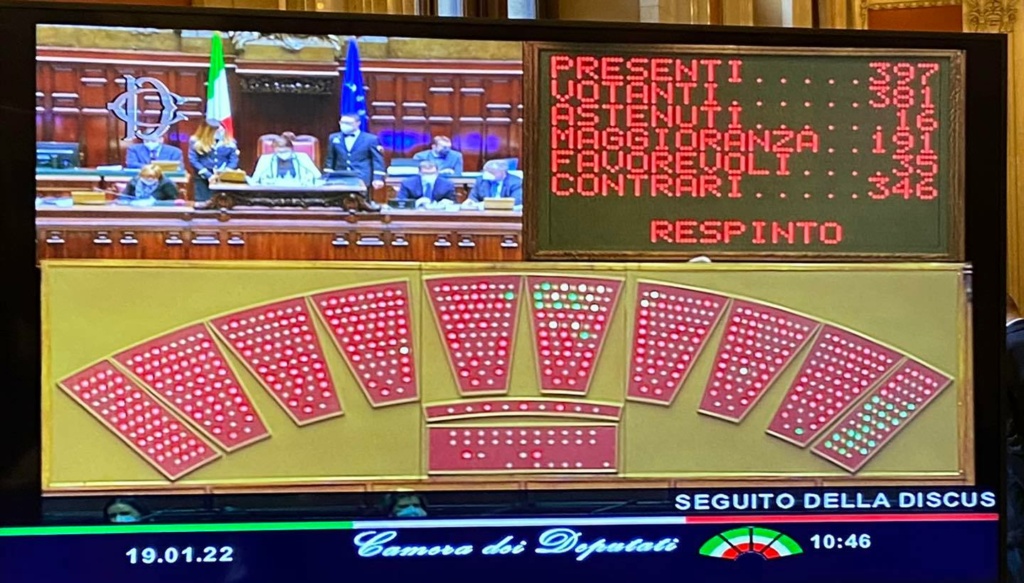 PRESENTI......397
VOTANTI......381
ASTENUTI......16
MAGGIORANZA..191
FAVOREVOLI....35
CONTRARI.....346
RESPINTO
SEGUITO DELLA DISCUS
19.01.22
Camera dei Deputati
10:46